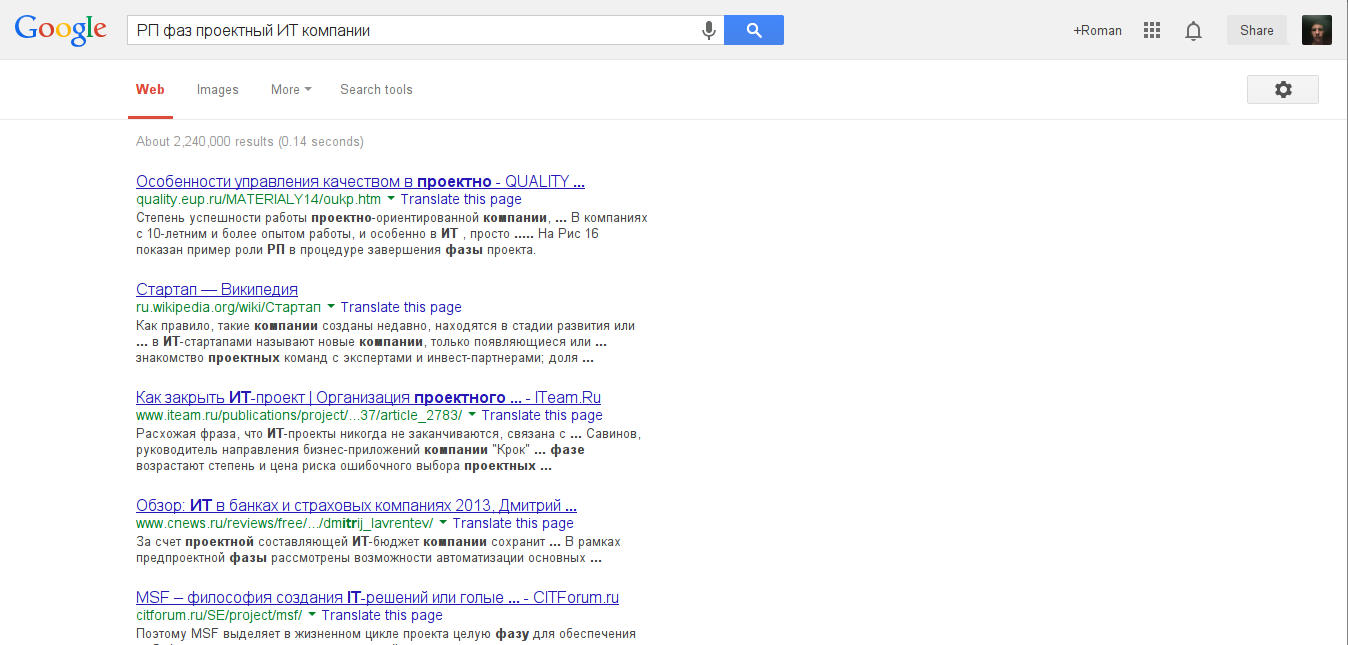 Google
РП фаз проектный ИТ компании
+Roman
Share
Web Images More Search tools
About 2,240,000 results (0.14 seconds)
Особенности управления качеством в проектно - QUALITY ...
quality.eup.ru/MATERIALY14/oukp.htm Translate this page
Степень успешности работы проектно-ориентированной компании, ... В компаниях
с 10-летним и более опытом работы, и особенно в ИТ , просто ..... На Рис 16
показан пример роли РП в процедуре завершения фазы проекта.
Стартап — Википедия
ru.wikipedia.org/wiki/Стартап Translate this page
Как правило, такие компании созданы недавно, находятся в стадии развития или
... в ИТ-стартапами называют новые компании, только появляющиеся или ...
знакомство проектных команд с экспертами и инвест-партнерами; доля ...
Как закрыть ИТ-проект | Организация проектного ... - ITeam.Ru
www.iteam.ru/publications/project/...37/article_2783/ Translate this page
Расхожая фраза, что ИТ-проекты никогда не заканчиваются, связана с ... Савинов,
руководитель направления бизнес-приложений компании "Крок" ... фазе
возрастают степень и цена риска ошибочного выбора проектных ...
Обзор: ИТ в банках и страховых компаниях 2013, Дмитрий ...
www.cnews.ru/reviews/free/.../dmitrij_lavrentev/ Translate this page
За счет проектной составляющей ИТ-бюджет компании сохранит ... В рамках
предпроектной фазы рассмотрены возможности автоматизации основных ...
MSF – философия создания IT-решений или голые ... - CITForum.ru
citforum.ru/SE/project/msf/ Translate this page
Поэтому MSF выделяет в жизненном цикле проекта целую фазу для обеспечения